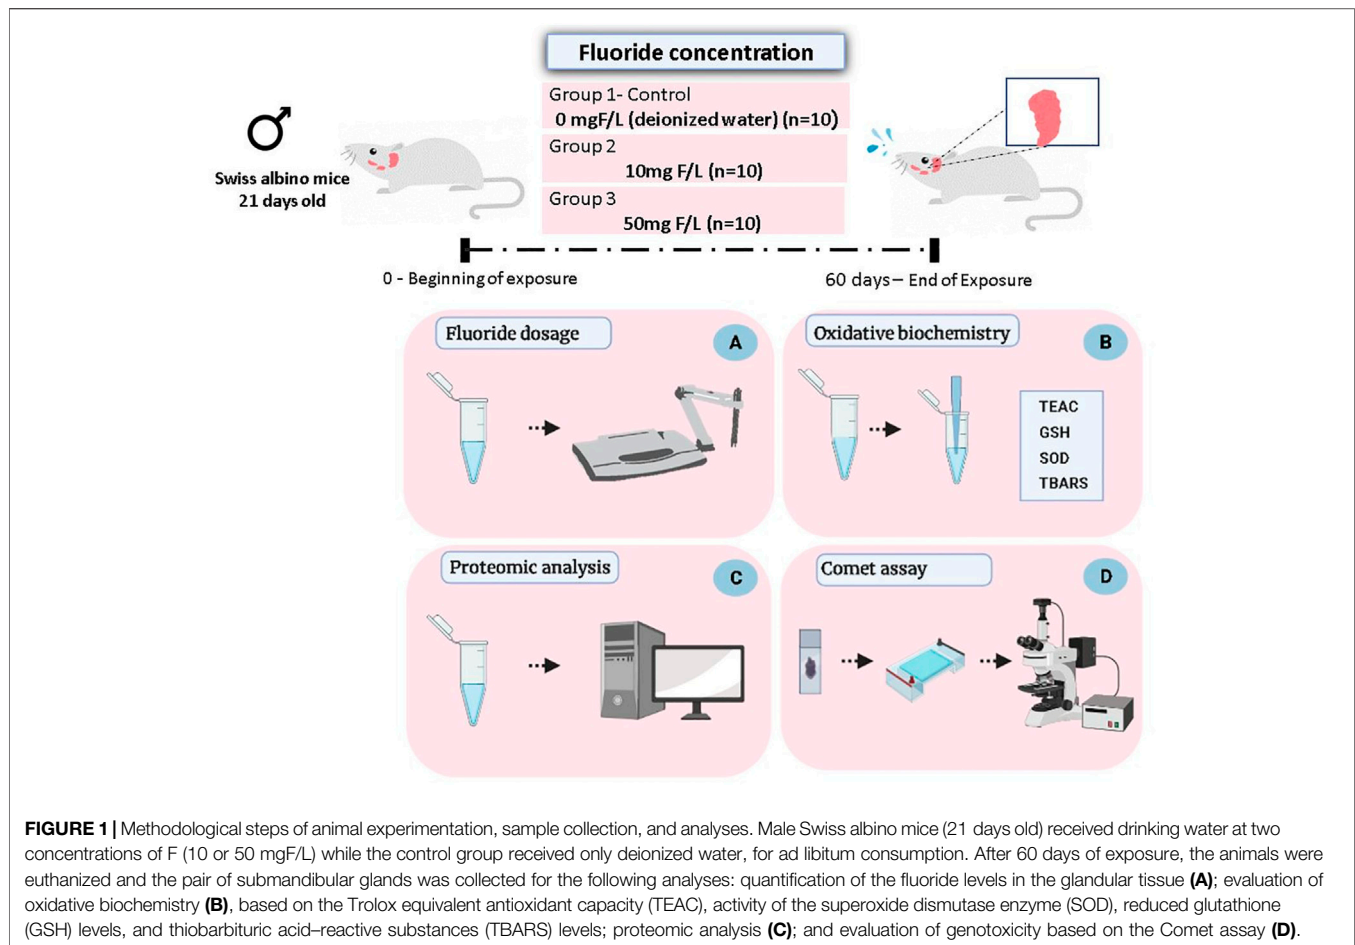 Fluoride concentration
Group 1- Control
0 mgF/L (deionized water) (n=10)
Group 2
10mg F/L (n=10)
Group 3
50mg F/L (n=10)
Swiss albino mice
21 days old
0 - Beginning of exposure
60 days– End of Exposure
Fluoride dosage
A
Oxidative biochemistry
B
TEAC
GSH
SOD
TBARS
Proteomic analysis
C
Comet assay
D
FIGURE 1 | Methodological steps of animal experimentation, sample collection, and analyses. Male Swiss albino mice (21 days old) received drinking water at two
concentrations of F (10 or 50 mgF/L) while the control group received only deionized water, for ad libitum consumption. After 60 days of exposure, the animals were
euthanized and the pair of submandibular glands was collected for the following analyses: quantification of the fluoride levels in the glandular tissue (A); evaluation of
oxidative biochemistry (B), based on the Trolox equivalent antioxidant capacity (TEAC), activity of the superoxide dismutase enzyme (SOD), reduced glutathione
(GSH) levels, and thiobarbituric acid–reactive substances (TBARS) levels; proteomic analysis (C); and evaluation of genotoxicity based on the Comet assay (D).